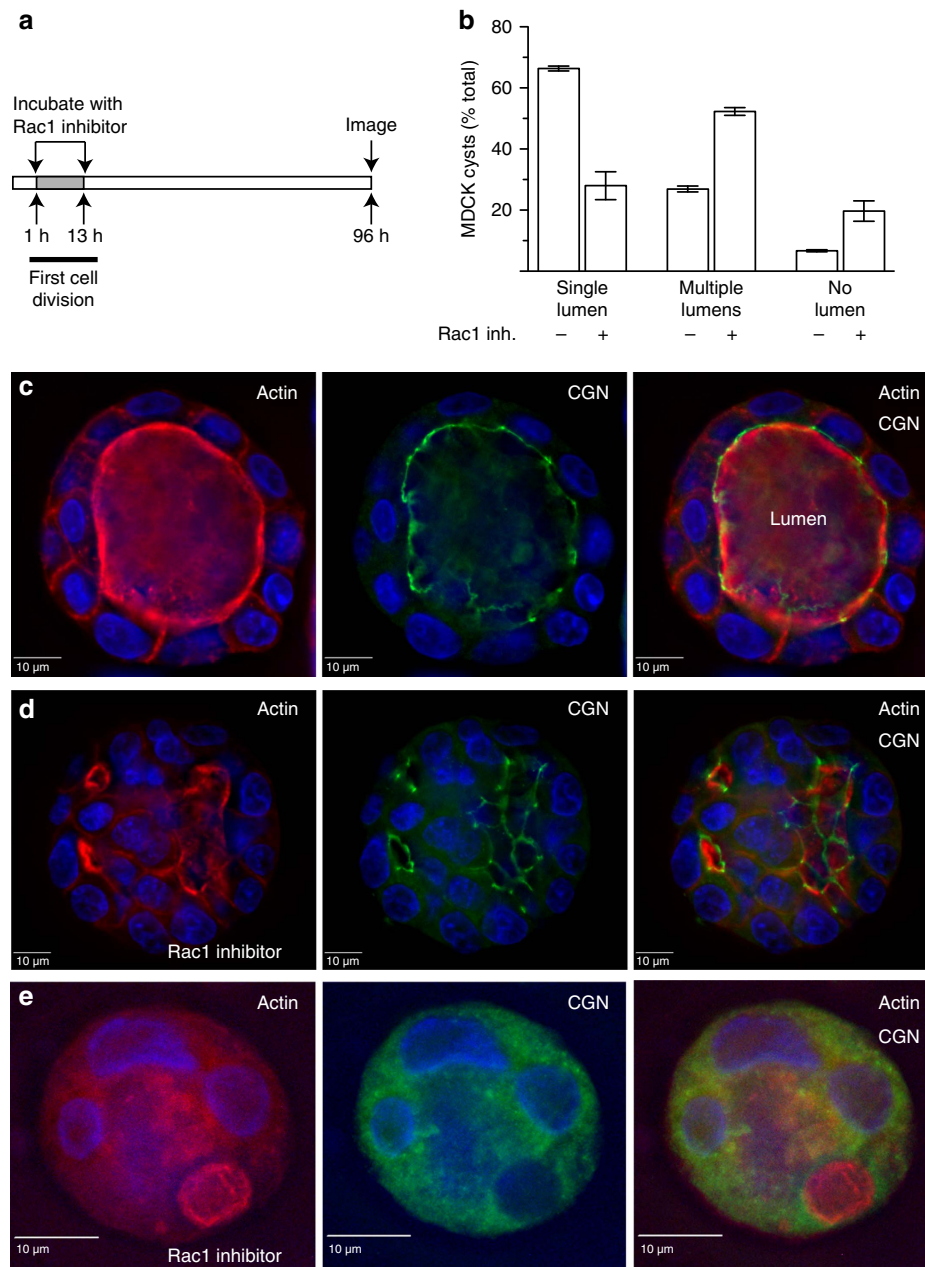 a
Incubate with
Rac1 inhibitor
Image
1 h
13 h
96 h
First cell
division
b
MDCK cysts (% total)
80
60
40
20
Single
lumen
Multiple
lumens
No
lumen
Rac1 inh.
–
+
–
+
–
+
c
Actin
10 µm
CGN
10 µm
Actin
CGN
Lumen
10 µm
d
Actin
Rac1 inhibitor
10 µm
CGN
10 µm
Actin
CGN
10 µm
e
Actin
10 µm
Rac1 inhibitor
CGN
10 µm
Actin
CGN
10 µm